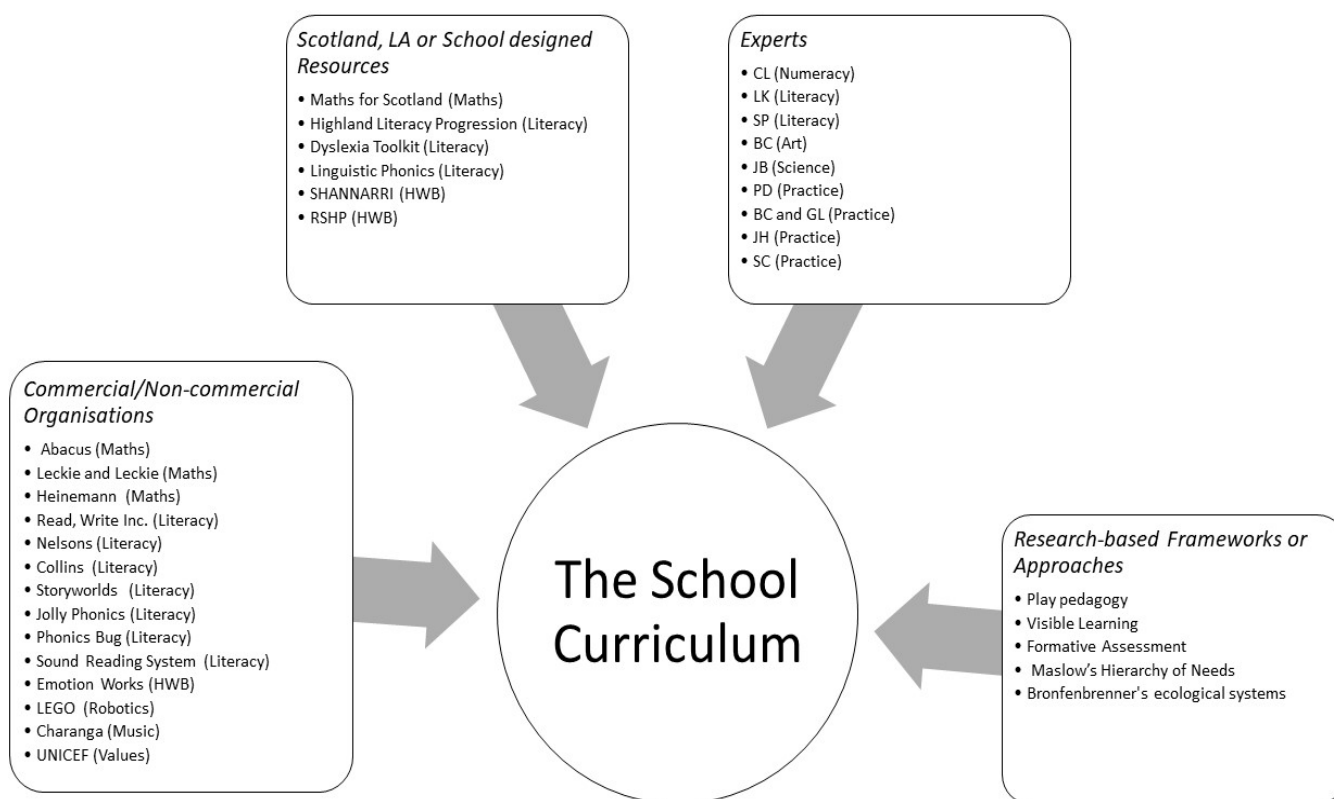 Scotland, LA or School designed
Resources
• Maths for Scotland (Maths)
• Highland Literacy Progression (Literacy)
• Dyslexia Toolkit (Literacy)
• Linguistic Phonics (Literacy)
• SHANNARRI (HWB)
• RSHP (HWB)
Experts
• CL (Numeracy)
• LK (Literacy)
• SP (Literacy)
• BC (Art)
• JB (Science)
• PD (Practice)
• BC and GL (Practice)
• JH (Practice)
• SC (Practice)
Commercial/Non-commercial
Organisations
• Abacus (Maths)
• Leckie and Leckie (Maths)
• Heinemann (Maths)
• Read, Write Inc. (Literacy)
• Nelsons (Literacy)
• Collins (Literacy)
• Storyworlds (Literacy)
• Jolly Phonics (Literacy)
• Phonics Bug (Literacy)
• Sound Reading System (Literacy)
• Emotion Works (HWB)
• LEGO (Robotics)
• Charanga (Music)
• UNICEF (Values)
The School
Curriculum
Research-based Frameworks or
Approaches
• Play pedagogy
• Visible Learning
• Formative Assessment
• Maslow's Hierarchy of Needs
• Bronfenbrenner's ecological systems